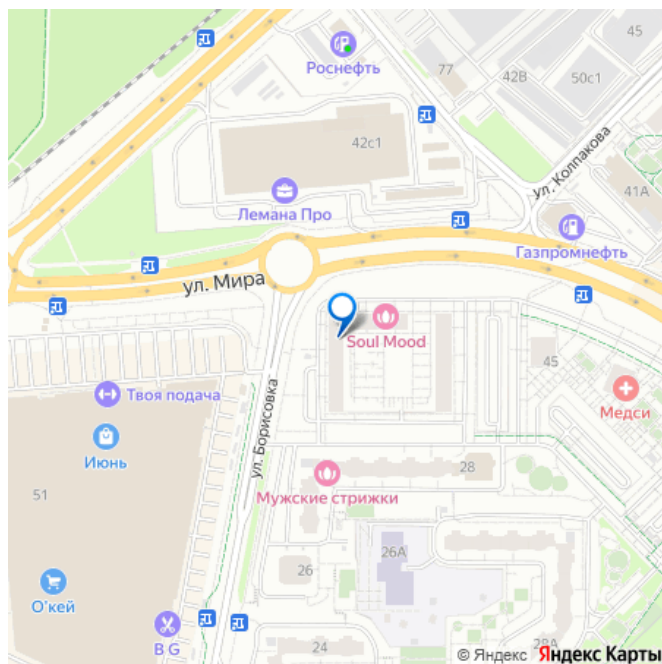 45
Роснефть
77
42В
50с1
42с1
ул. Колпакова
41А
Лемана Про
Газпромнефть
ул. Мира
Soul Mood
45
Твоя подача
Медси
ул. Борисовка
Июнь
28
Мужские стрижки
51
26А
26
О'кей
B G
24
28А
© Яндекс Яндекс Карты